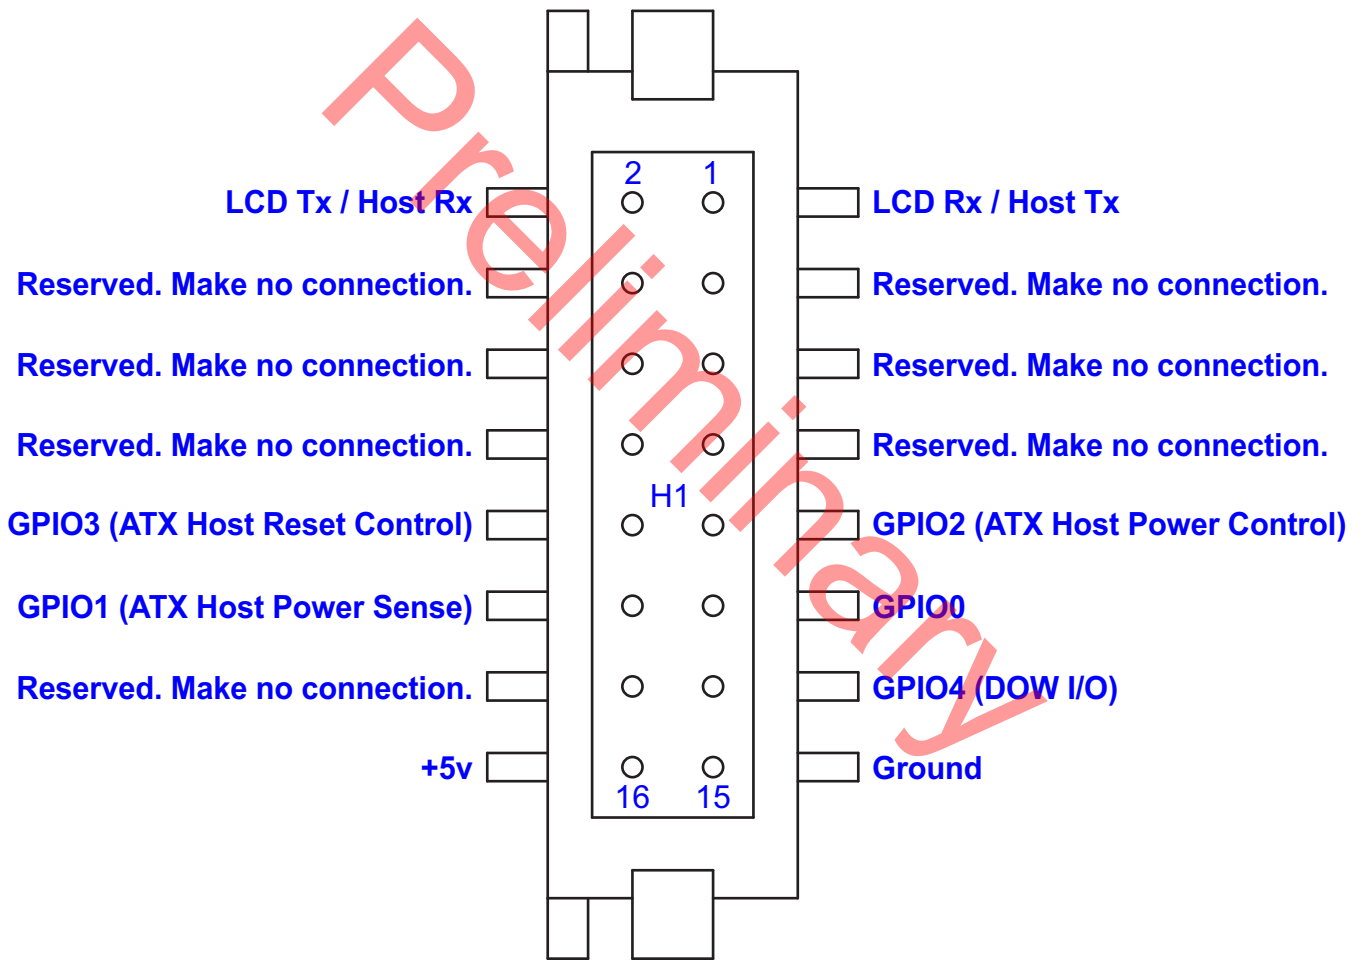 2 1
LCD Tx / Host Rx
LCD Rx / Host Tx
Reserved. Make no connection.
Reserved. Make no connection.
Reserved. Make no connection.
Reserved. Make no connection.
Reserved. Make no connection.
Reserved. Make no connection.
H1
GPIO3 (ATX Host Reset Control)
GPIO2 (ATX Host Power Control)
GPIO1 (ATX Host Power Sense)
GPIO0
Reserved. Make no connection.
GPIO4 (DOW I/O)
+5v
Ground
16 15
Preliminary